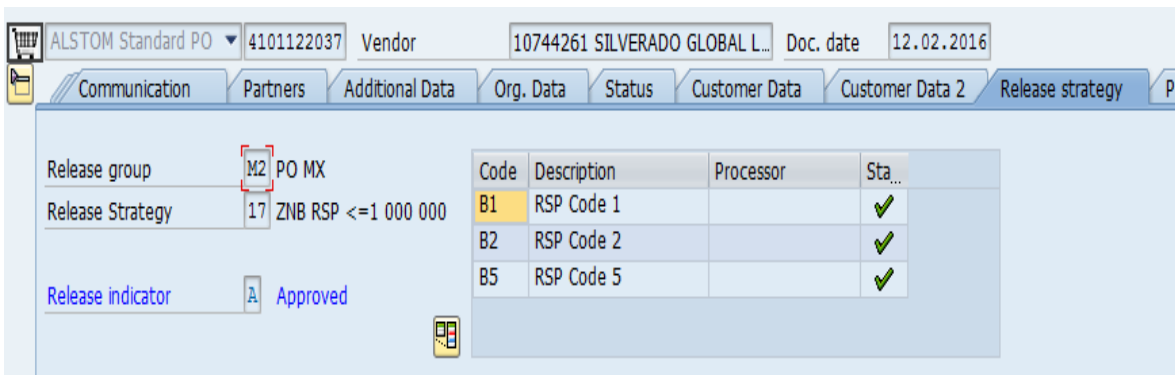 ALSTOM Standard PO 4101122037 Vendor 10744261 SILVERADO GLOBAL L… Doc. date 12.02.2016
Communication Partners Additional Data Org. Data Status Customer Data Customer Data 2 Release strategy P
Release group M2 PO MX
Release Strategy 17 ZNB RSP <=1 000 000
Release indicator A Approved
Code Description Processor Sta...
B1 RSP Code 1
B2 RSP Code 2
B5 RSP Code 5